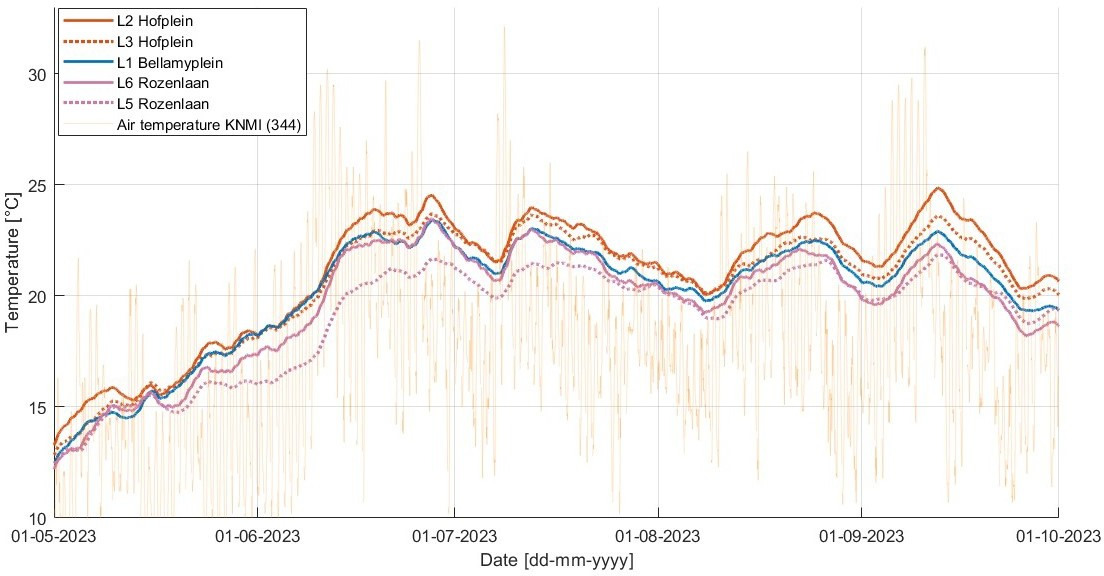 L2 Hofplein
L3 Hofplein
L1 Bellamyplein
L6 Rozenlaan
L5 Rozenlaan
Air temperature KNMI (344)
Temperature [°C]
30
25
20
15
10
01-05-2023
01-06-2023
01-07-2023
01-08-2023
01-09-2023
01-10-2023
Date [dd-mm-yyyy]